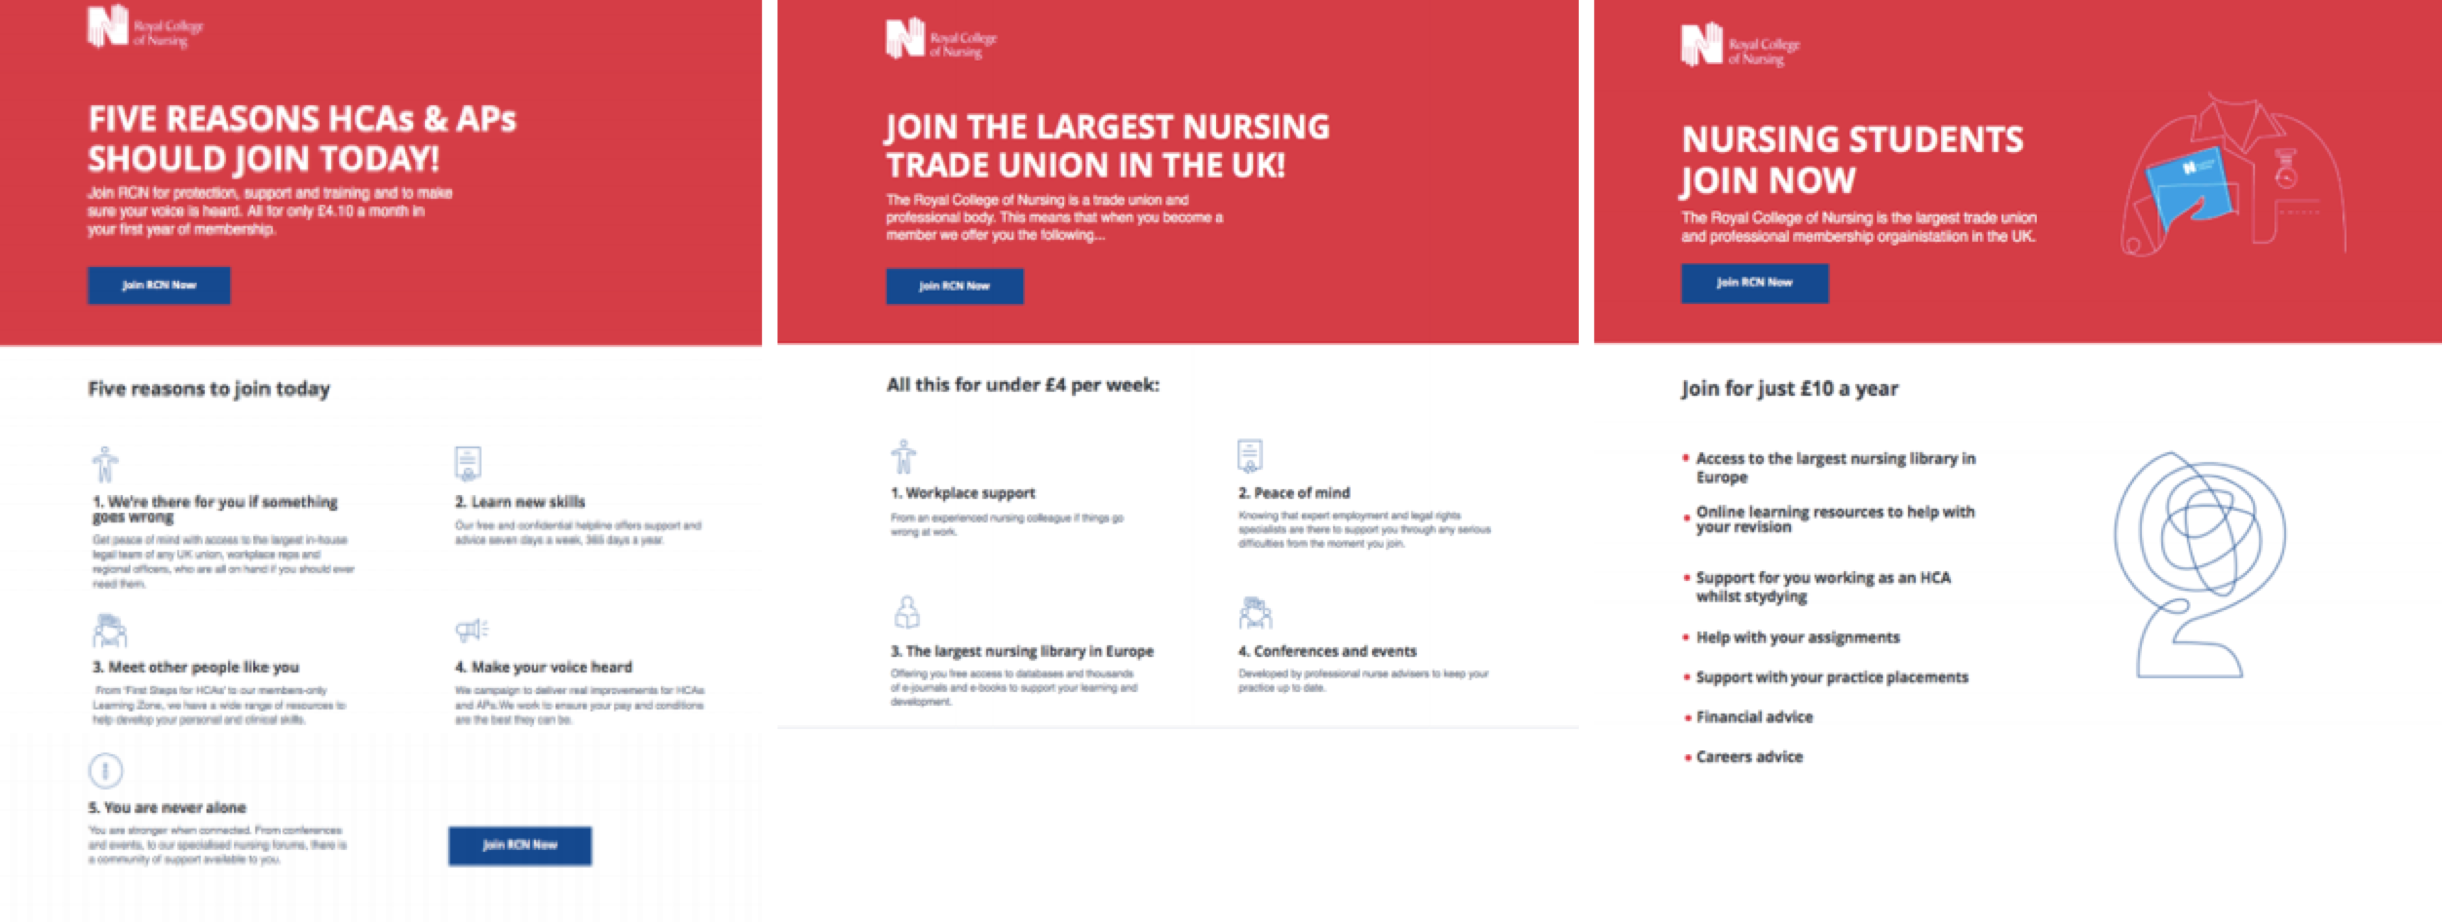 Royal College
of Nursing
FIVE REASONS HCAs & APs
SHOULD JOIN TODAY!
Join RCN for protection, support and training and to make
sure your voice is heard. All for only £4.10 a month in
your first year of membership.
Join RCN Now
Five reasons to join today
1. We're there for you if something
goes wrong
Get peace of mind with access to the largest in-house
legal team of any UK union, workplace reps and
regional officers, who are all on hand if you should ever
need them.
2. Learn new skills
Our free and confidential helpline offers support and
advice seven days a week, 365 days a year.
3. Meet other people like you
From 'First Steps for HCAs' to our members-only
Learning Zone, we have a wide range of resources to
help develop your personal and clinical skills.
4. Make your voice heard
We campaign to deliver real improvements for HCAs
and APs.We work to ensure your pay and conditions
are the best they can be.
5. You are never alone
You are stronger when connected. From conferences
and events, to our specialised nursing forums, there is
a community of support available to you.
Join RCN Now
Royal College
of Nursing
JOIN THE LARGEST NURSING
TRADE UNION IN THE UK!
The Royal College of Nursing is a trade union and
professional body. This means that when you become a
member we offer you the following...
Join RCN Now
All this for under £4 per week:
1. Workplace support
From an experienced nursing colleague if things go
wrong at work.
2. Peace of mind
Knowing that expert employment and legal rights
specialists are there to support you through any serious
difficulties from the moment you join.
3. The largest nursing library in Europe
Offering you free access to databases and thousands
of e-journals and e-books to support your learning and
development.
4. Conferences and events
Developed by professional nurse advisers to keep your
practice up to date.
Royal College
of Nursing
NURSING STUDENTS
JOIN NOW
The Royal College of Nursing is the largest trade union
and professional membership orgainistatiion in the UK.
Join RCN Now
Join for just £10 a year
• Access to the largest nursing library in
Europe
• Online learning resources to help with
your revision
• Support for you working as an HCA
whilst stydying
• Help with your assignments
• Support with your practice placements
• Financial advice
• Careers advice